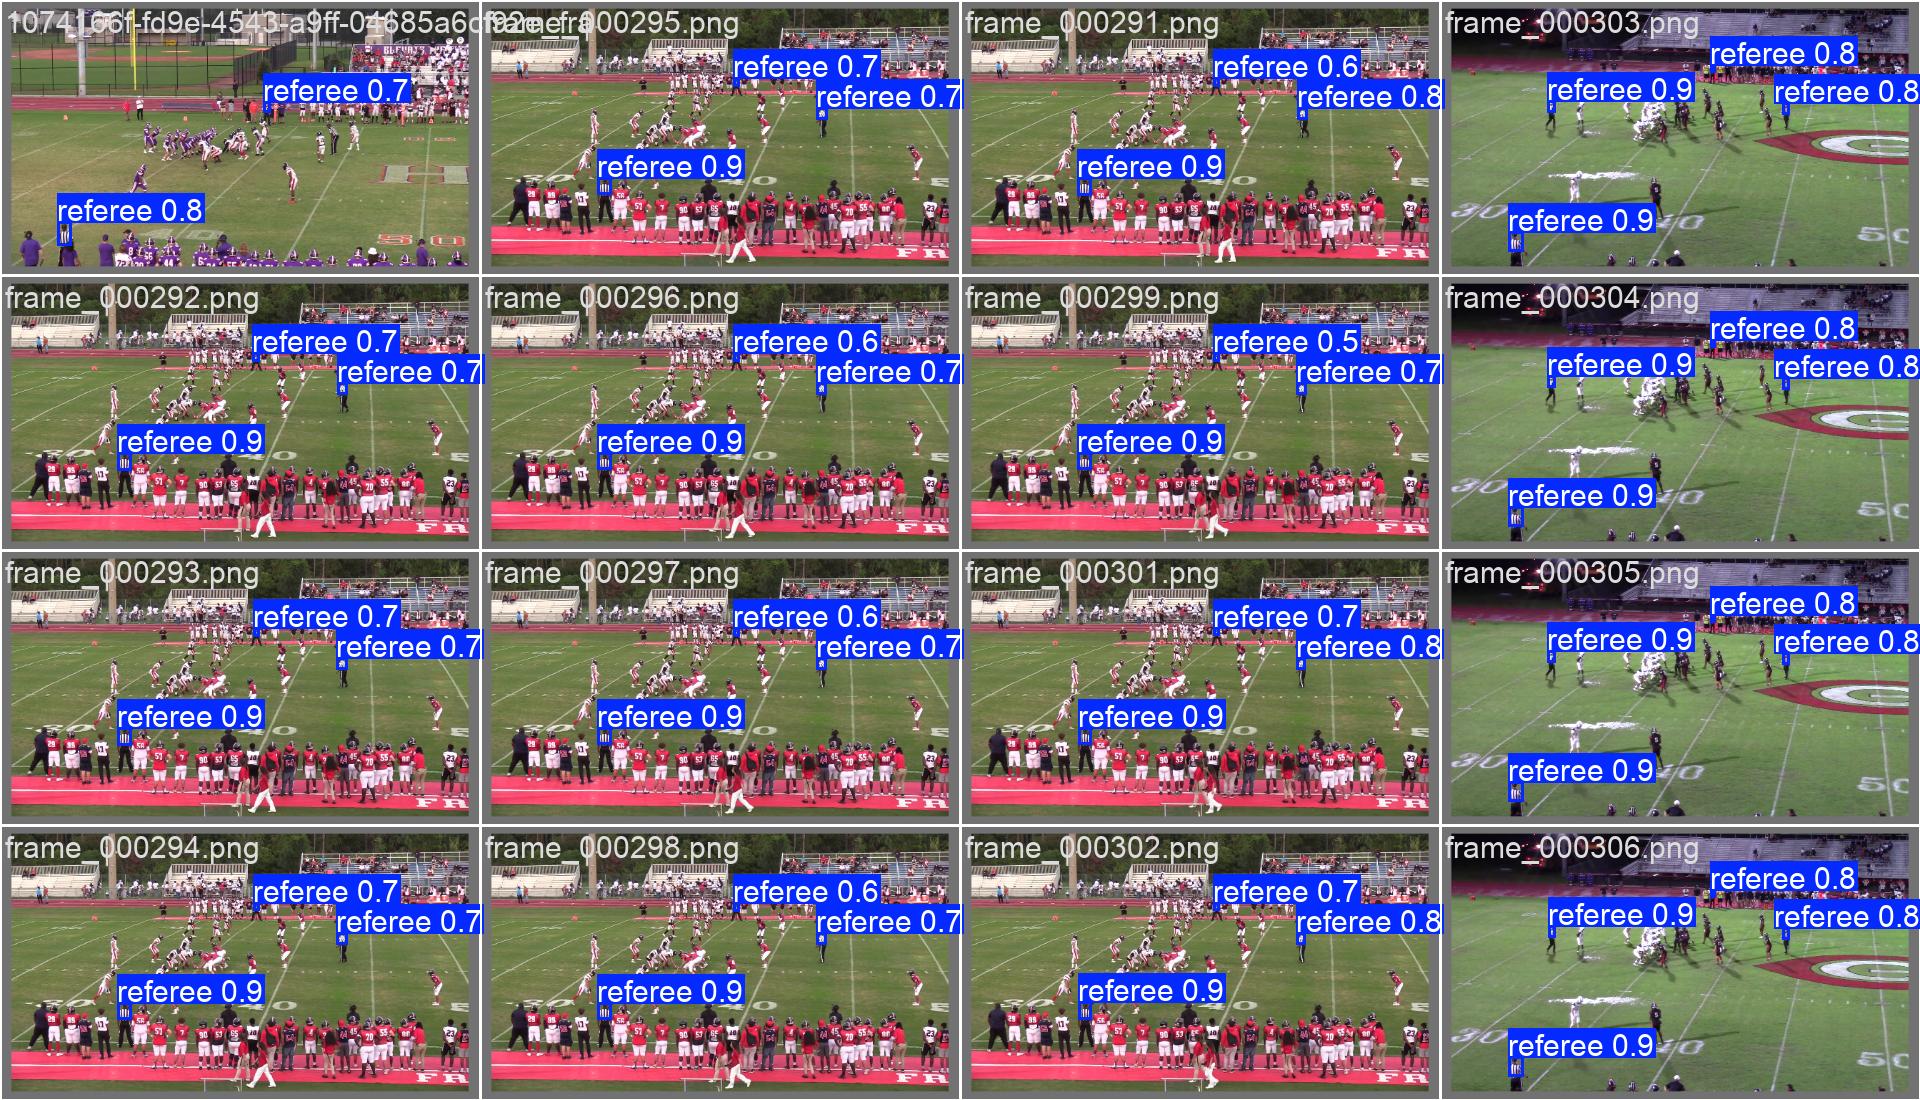 frame_000295.png
frame_000291.png
frame_000303.png
referee 0.7
referee 0.8
referee 0.7
referee 0.7
referee 0.9
referee 0.6
referee 0.8
referee 0.9
referee 0.8
referee 0.9
referee 0.8
referee 0.9
frame_000292.png
frame_000296.png
frame_000299.png
frame_000304.png
referee 0.7
referee 0.7
referee 0.9
referee 0.6
referee 0.7
referee 0.9
referee 0.5
referee 0.7
referee 0.9
referee 0.8
referee 0.9
referee 0.8
referee 0.9
frame_000293.png
frame_000297.png
frame_000301.png
frame_000305.png
referee 0.7
referee 0.7
referee 0.9
referee 0.6
referee 0.7
referee 0.9
referee 0.7
referee 0.8
referee 0.9
referee 0.8
referee 0.9
referee 0.8
referee 0.9
frame_000294.png
frame_000298.png
frame_000302.png
frame_000306.png
referee 0.7
referee 0.7
referee 0.9
referee 0.6
referee 0.7
referee 0.9
referee 0.7
referee 0.8
referee 0.9
referee 0.8
referee 0.9
referee 0.8
referee 0.9